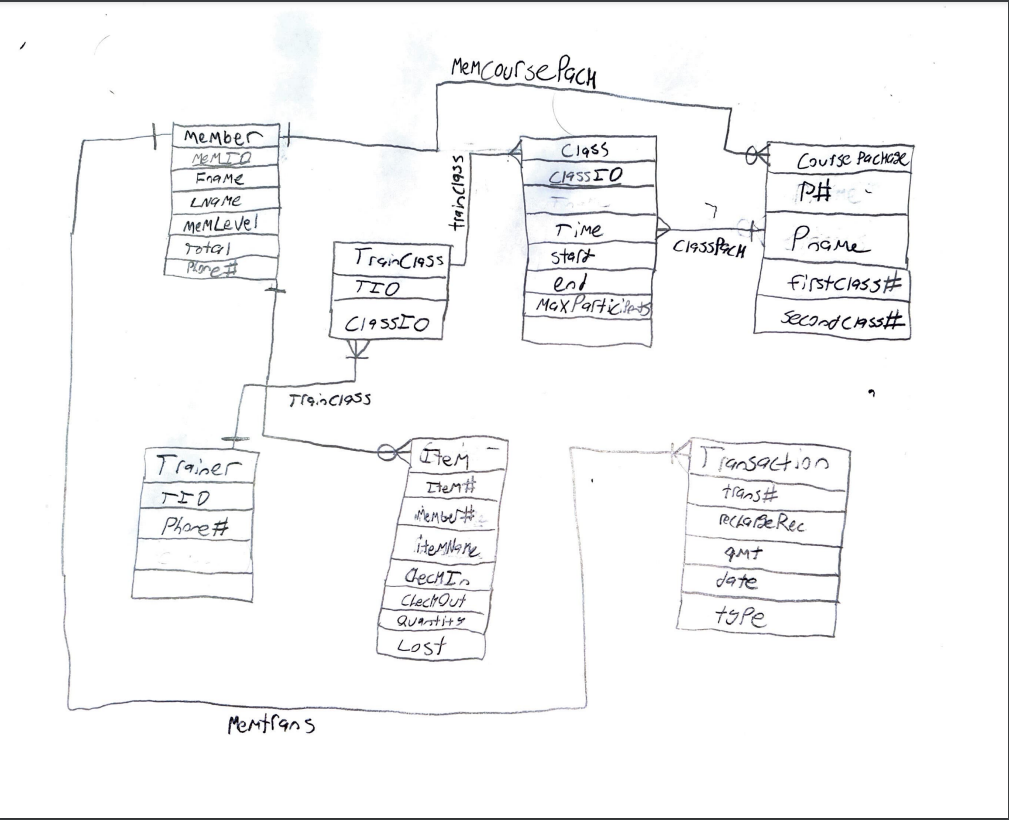 MemCoursePack
Member
MemID
Fname
Lname
MemLevel
Total
Phone#
trainClass
Class
ClassID
Time
start
end
MaxParticipants
ClassPack
Course Package
P#
Pname
firstClass#
secondClass#
TrainClass
TID
ClassID
TrainClass
Trainer
TID
Phone#
Item
Item#
Member#
itemName
CheckIn
CheckOut
Quantity
Lost
Transaction
trans#
rechargeRec
amt
date
type
Memtrans